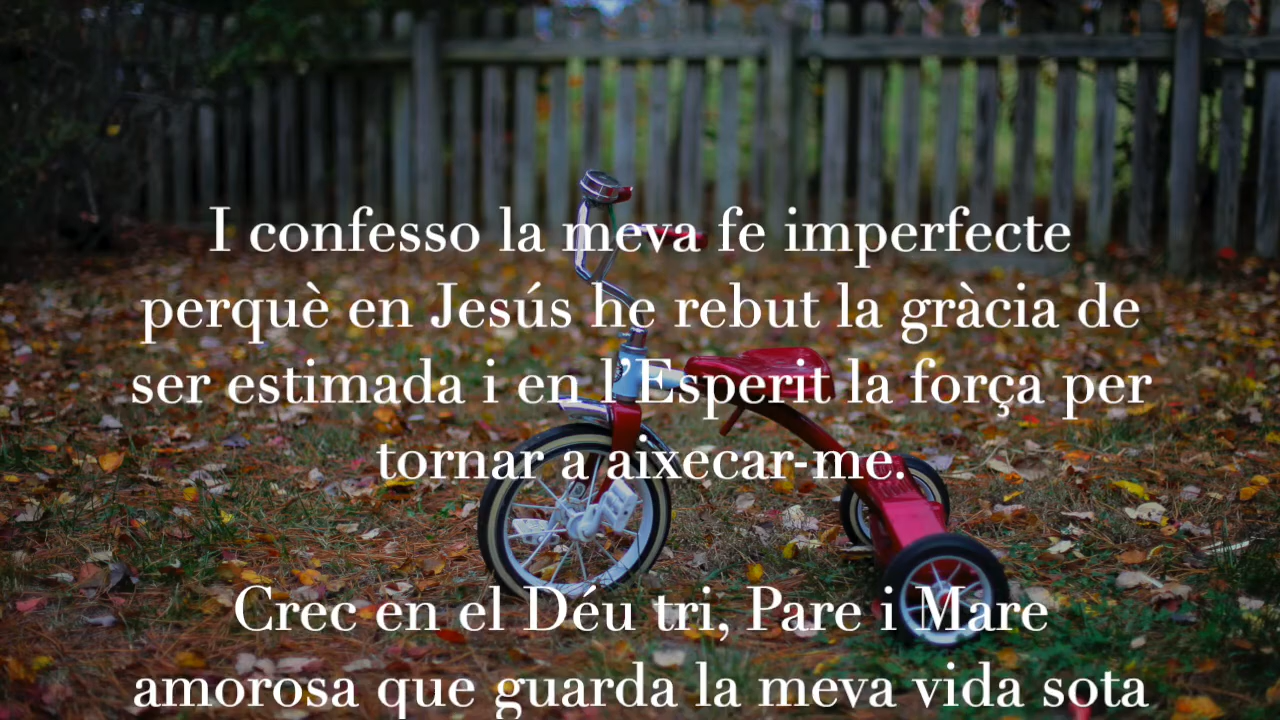 I confesso la meva fe imperfecte
perquè en Jesús he rebut la gràcia de
ser estimada i en l’Esperit la força per
tornar a aixecar-me.
Crec en el Déu tri, Pare i Mare
amorosa que guarda la meva vida sota